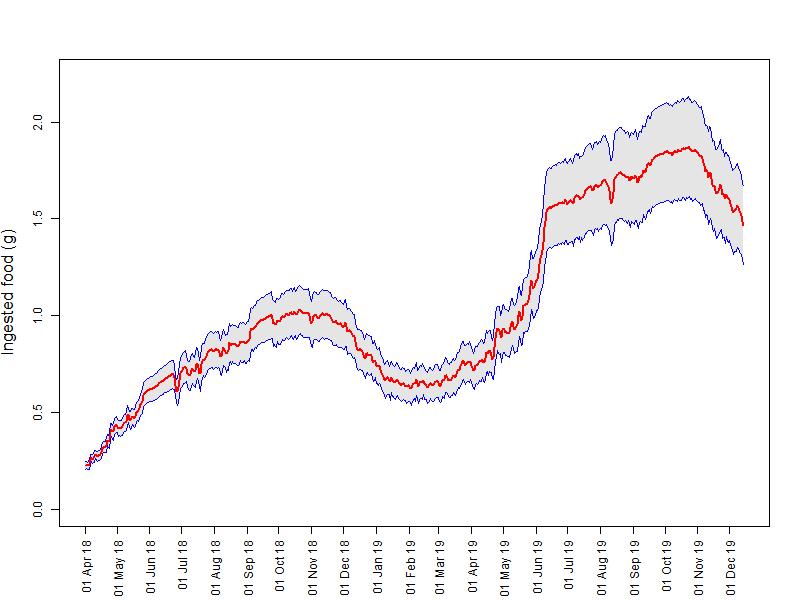 Ingested food (g)
2.0
1.5
1.0
0.5
0.0
01 Apr 18
01 May 18
01 Jun 18
01 Jul 18
01 Aug 18
01 Sep 18
01 Oct 18
01 Nov 18
01 Dec 18
01 Jan 19
01 Feb 19
01 Mar 19
01 Apr 19
01 May 19
01 Jun 19
01 Jul 19
01 Aug 19
01 Sep 19
01 Oct 19
01 Nov 19
01 Dec 19